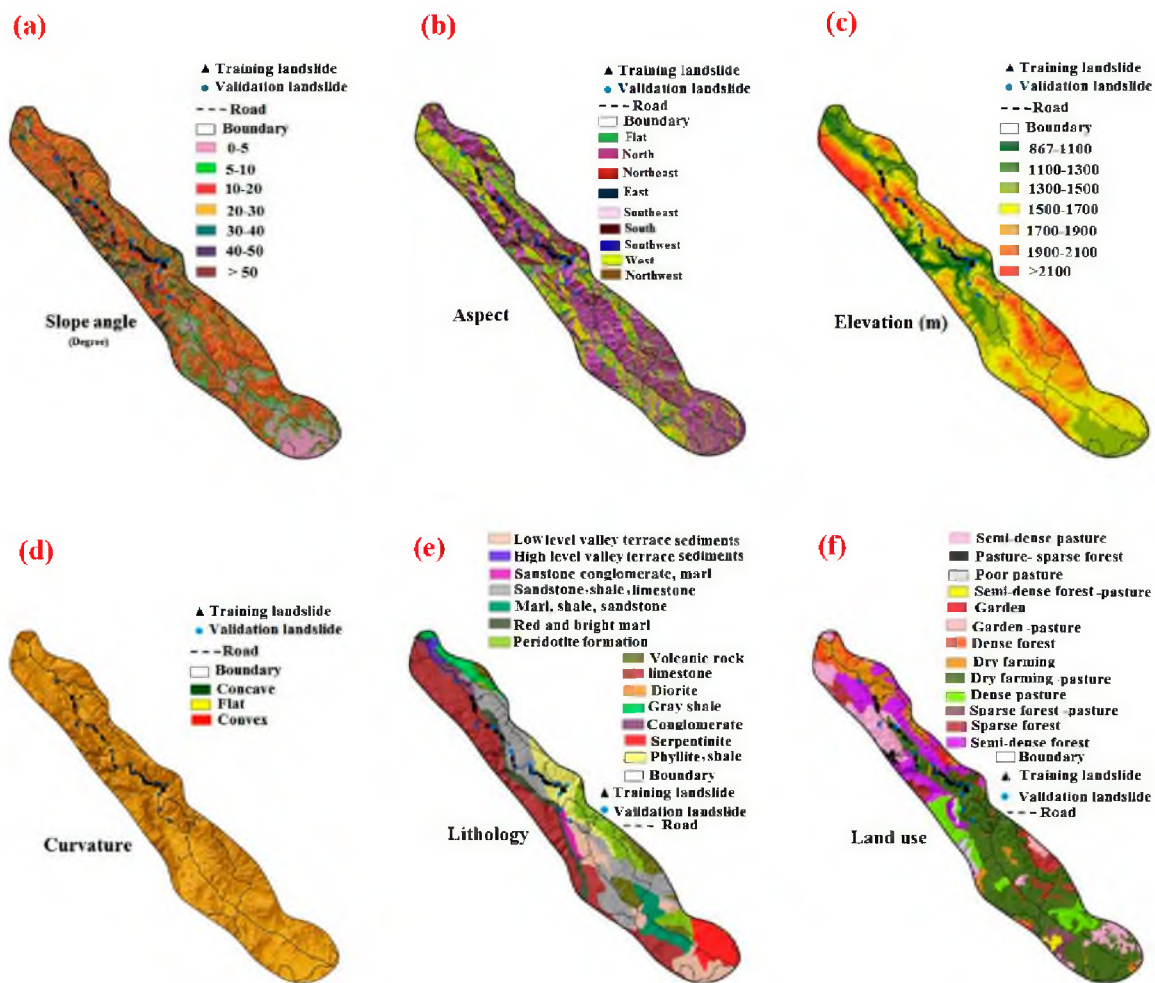 (a)
▲ Training landslide
● Validation landslide
---- Road
Boundary
0-5
5-10
10-20
20-30
30-40
40-50
> 50
Slope angle
(Degree)
(b)
▲ Training landslide
● Validation landslide
---- Road
Boundary
Flat
North
Northeast
East
Southeast
South
Southwest
West
Northwest
Aspect
(c)
▲ Training landslide
● Validation landslide
---- Road
Boundary
867-1100
1100-1300
1300-1500
1500-1700
1700-1900
1900-2100
>2100
Elevation (m)
(d)
▲ Training landslide
● Validation landslide
---- Road
Boundary
Concave
Flat
Convex
Curvature
(e)
Low level valley terrace sediments
High level valley terrace sediments
Sanstone conglomerate, marl
Sandstone, shale, limestone
Marl, shale, sandstone
Red and bright marl
Peridotite formation
Volcanic rock
limestone
Diorite
Gray shale
Conglomerate
Serpentinite
Phyllite, shale
Boundary
▲ Training landslide
● Validation landslide
---- Road
Lithology
(f)
Semi-dense pasture
Pasture- sparse forest
Poor pasture
Semi-dense forest -pasture
Garden
Garden -pasture
Dense forest
Dry farming
Dry farming -pasture
Dense pasture
Sparse forest -pasture
Sparse forest
Semi-dense forest
Boundary
▲ Training landslide
● Validation landslide
---- Road
Land use